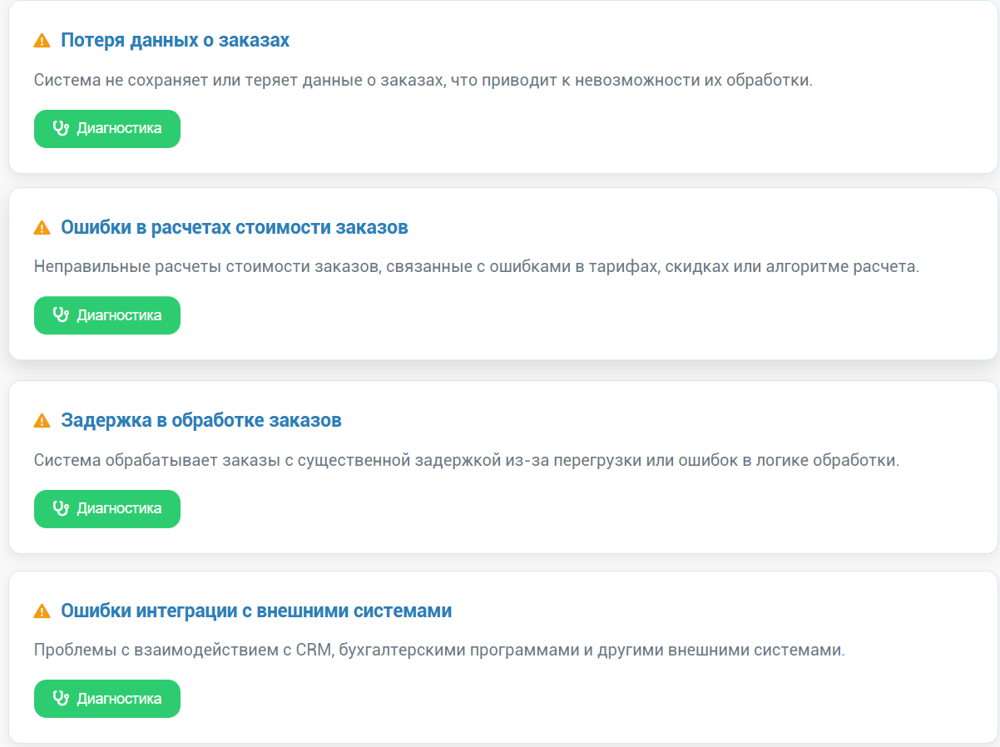 Потеря данных о заказах
Система не сохраняет или теряет данные о заказах, что приводит к невозможности их обработки.
Диагностика
Ошибки в расчетах стоимости заказов
Неправильные расчеты стоимости заказов, связанные с ошибками в тарифах, скидках или алгоритме расчета.
Диагностика
Задержка в обработке заказов
Система обрабатывает заказы с существенной задержкой из-за перегрузки или ошибок в логике обработки.
Диагностика
Ошибки интеграции с внешними системами
Проблемы с взаимодействием с CRM, бухгалтерскими программами и другими внешними системами.
Диагностика